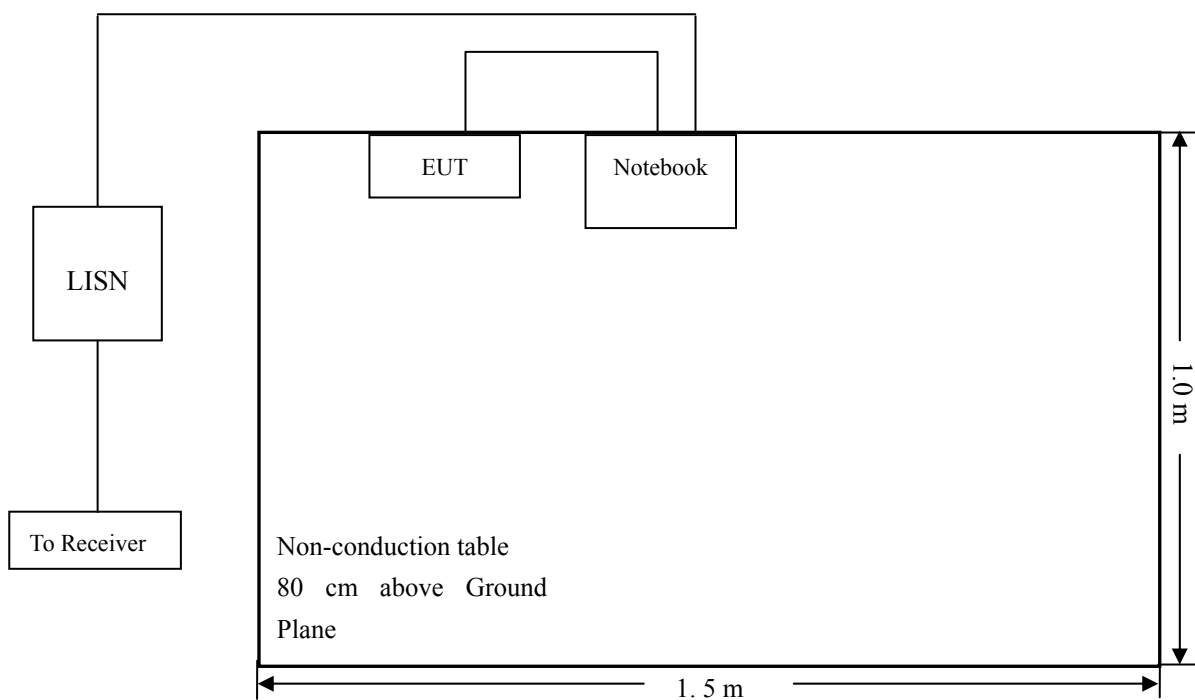 EUT
Notebook
LISN
1.0 m
To Receiver
Non-conduction table
80 cm above Ground
Plane
1. 5 m